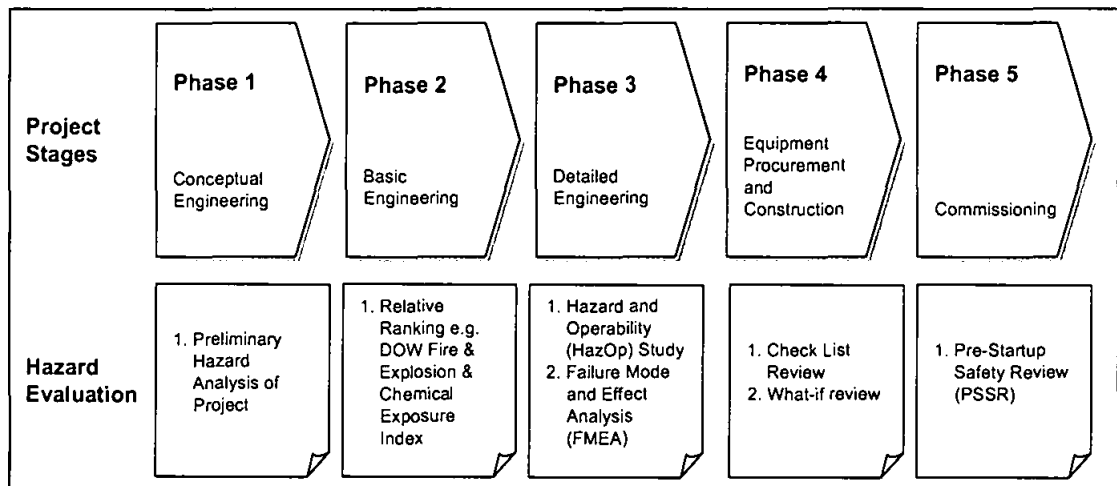 Project
Stages
Phase 1
Conceptual
Engineering
Phase 2
Basic
Engineering
Phase 3
Detailed
Engineering
Phase 4
Equipment
Procurement
and
Construction
Phase 5
Commissioning
Hazard
Evaluation
1. Preliminary
Hazard
Analysis of
Project
1. Relative
Ranking e.g.
DOW Fire &
Explosion &
Chemical
Exposure
Index
1. Hazard and
Operability
(HazOp) Study
2. Failure Mode
and Effect
Analysis
(FMEA)
1. Check List
Review
2. What-if review
1. Pre-Startup
Safety Review
(PSSR)